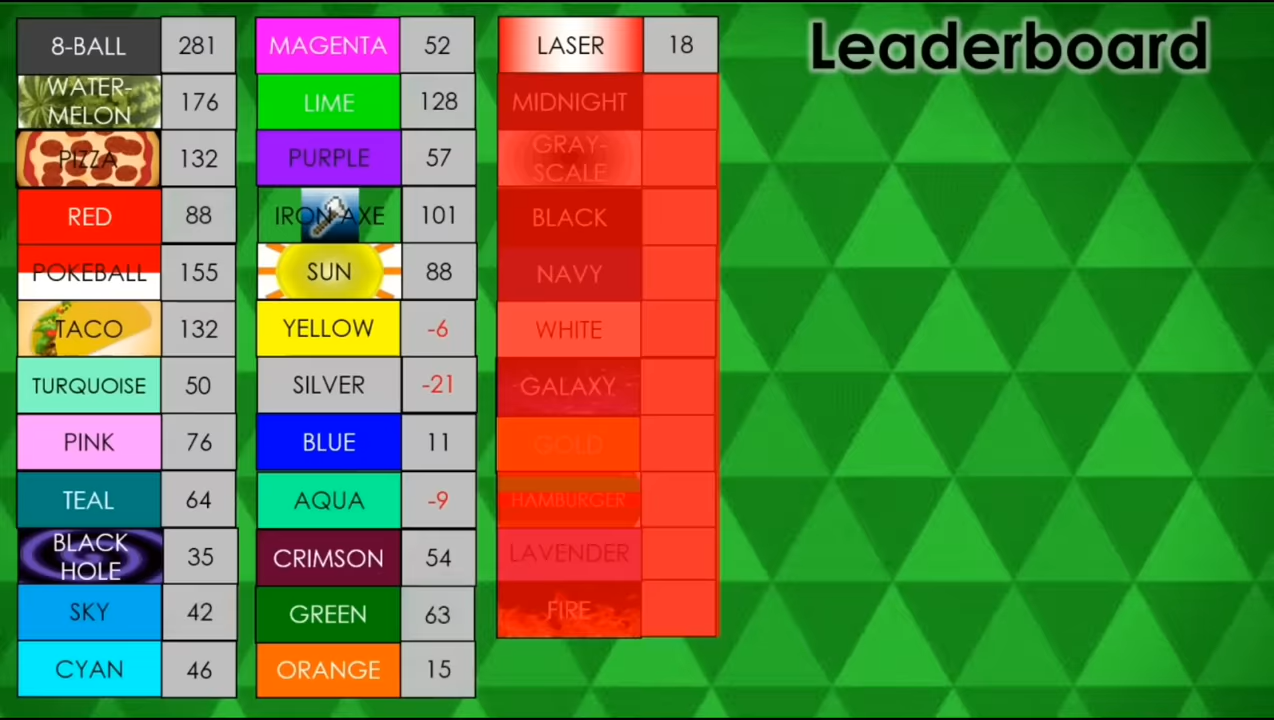 Leaderboard
8-BALL 281
WATER-
MELON 176
PIZZA 132
RED 88
POKEBALL 155
TACO 132
TURQUOISE 50
PINK 76
TEAL 64
BLACK
HOLE 35
SKY 42
CYAN 46
MAGENTA 52
LIME 128
PURPLE 57
IRON AXE 101
SUN 88
YELLOW -6
SILVER -21
BLUE 11
AQUA -9
CRIMSON 54
GREEN 63
ORANGE 15
LASER 18
MIDNIGHT
GRAY-
SCALE
BLACK
NAVY
WHITE
GALAXY
GOLD
HAMBURGER
LAVENDER
FIRE